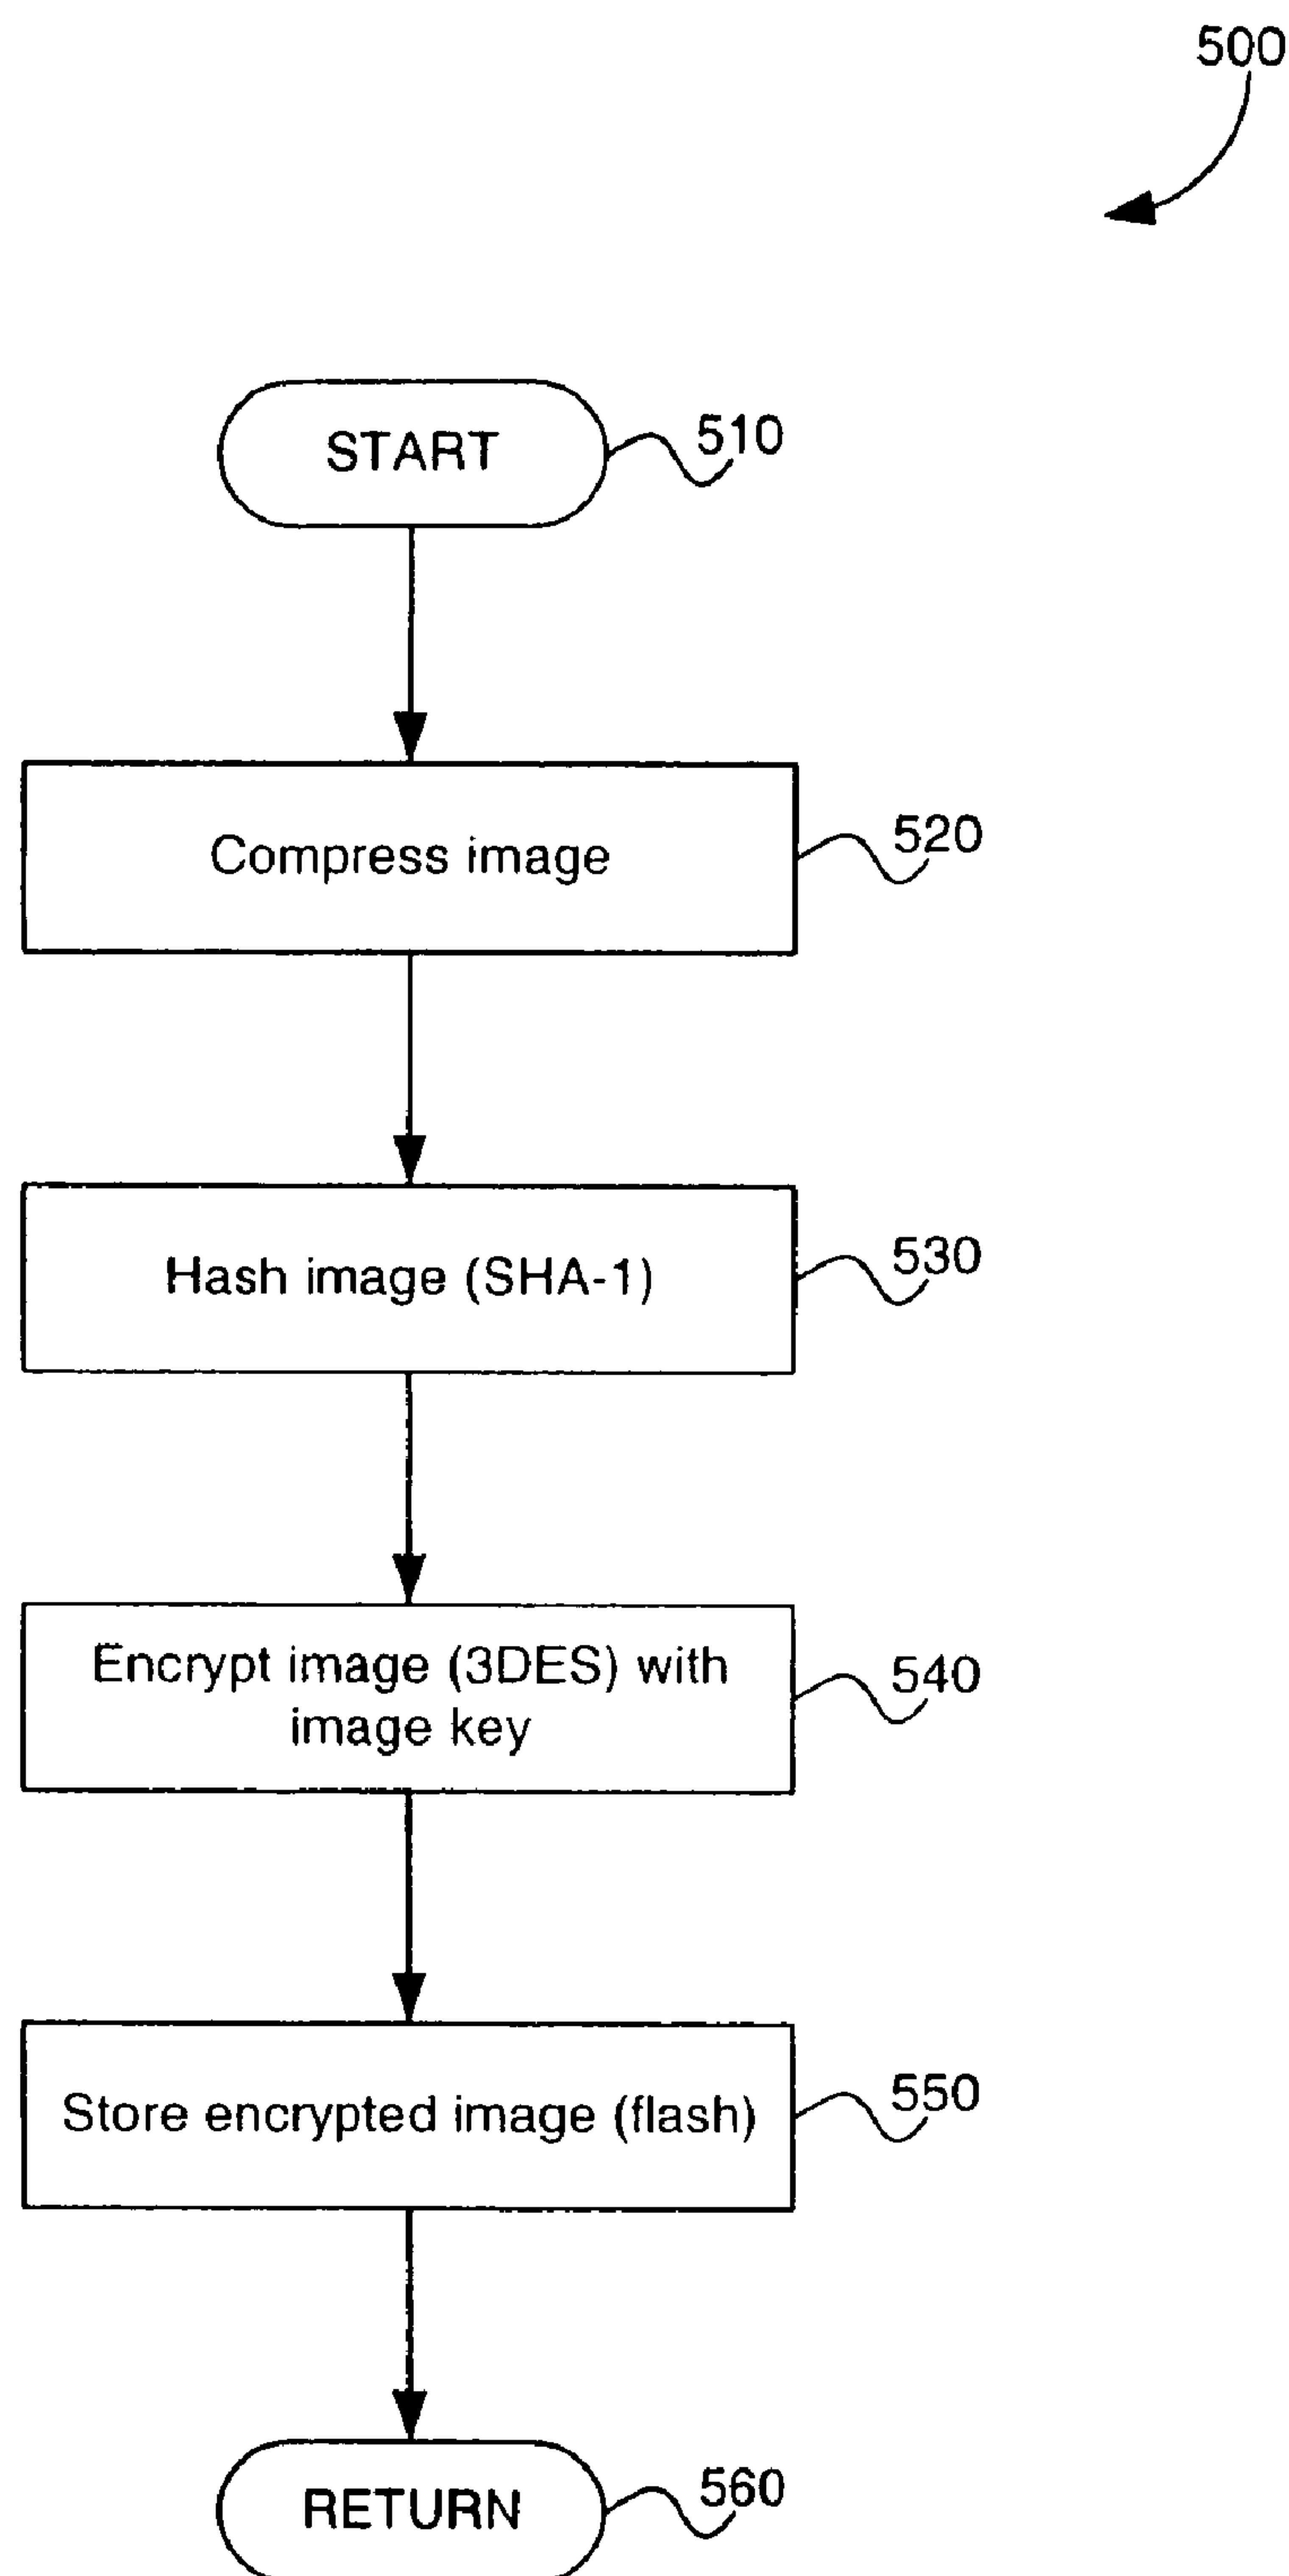 500
START
510
Compress image
520
Hash image (SHA-1)
530
Encrypt image (3DES) with
image key
540
Store encrypted image (flash)
550
RETURN
560